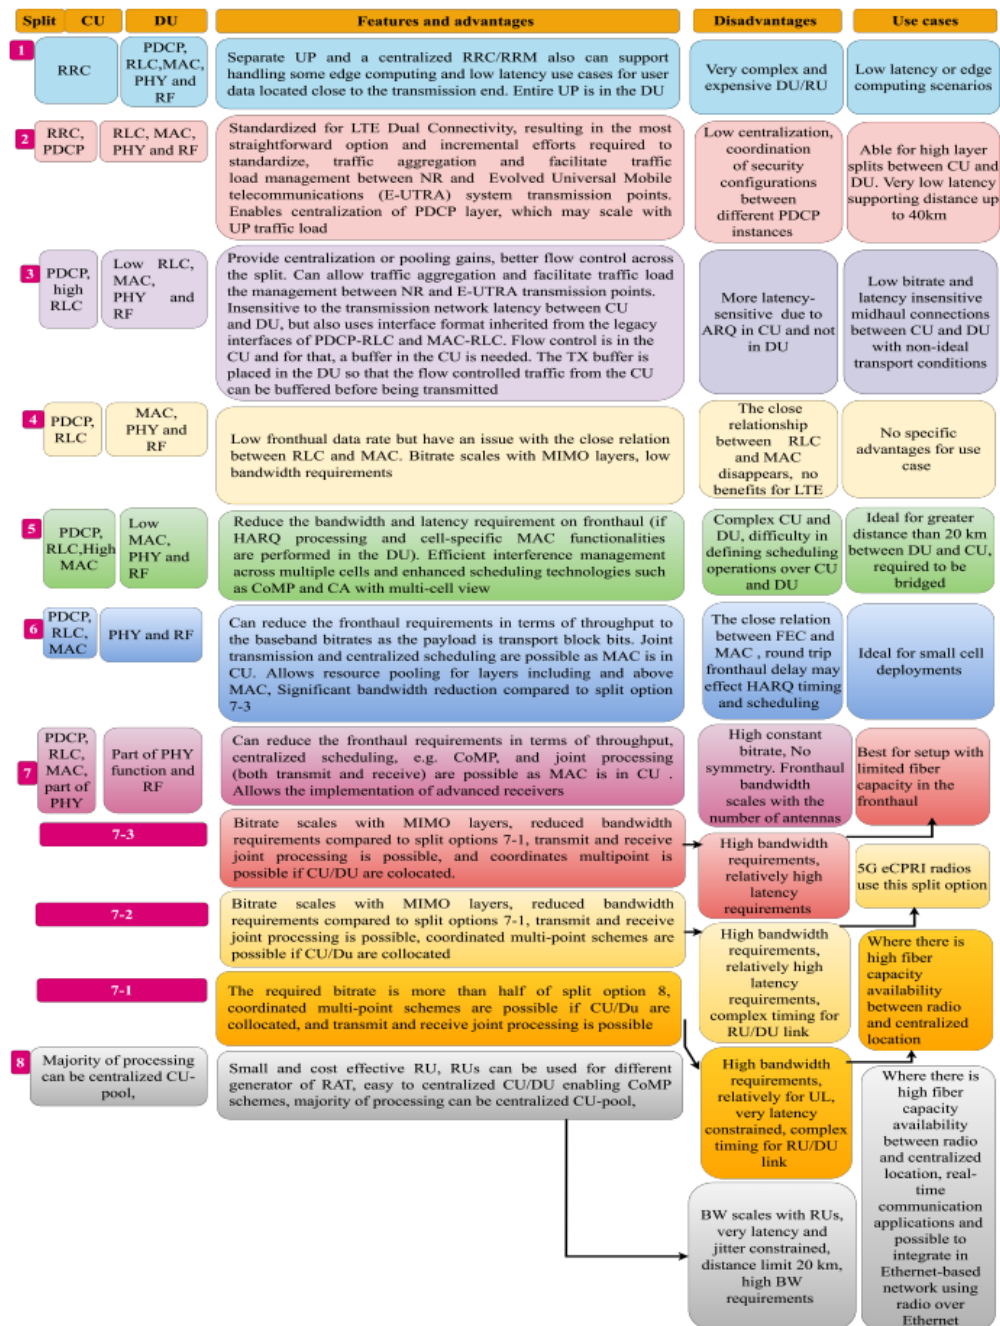 Split CU DU Features and advantages Disadvantages Use cases
1
RRC
PDCP,
RLC,MAC,
PHY and
RF
Separate UP and a centralized RRC/RRM also can support
handling some edge computing and low latency use cases for user
data located close to the transmission end. Entire UP is in the DU
Very complex and
expensive DU/RU
Low latency or edge
computing scenarios
2
RRC,
PDCP
RLC, MAC,
PHY and RF
Standardized for LTE Dual Connectivity, resulting in the most
straightforward option and incremental efforts required to
standardize, traffic aggregation and facilitate traffic
load management between NR and Evolved Universal Mobile
telecommunications (E-UTRA) system transmission points.
Enables centralization of PDCP layer, which may scale with
UP traffic load
Low centralization,
coordination
of security
configurations
between
different PDCP
instances
Able for high layer
splits between CU and
DU. Very low latency
supporting distance up
to 40km
3
PDCP,
high
RLC
Low RLC,
MAC,
PHY and
RF
Provide centralization or pooling gains, better flow control across
the split. Can allow traffic aggregation and facilitate traffic load
the management between NR and E-UTRA transmission points.
Insensitive to the transmission network latency between CU
and DU, but also uses interface format inherited from the legacy
interfaces of PDCP-RLC and MAC-RLC. Flow control is in the
CU and for that, a buffer in the CU is needed. The TX buffer is
placed in the DU so that the flow controlled traffic from the CU
can be buffered before being transmitted
More latency-
sensitive due to
ARQ in CU and not
in DU
Low bitrate and
latency insensitive
midhaul connections
between CU and DU
with non-ideal
transport conditions
4
PDCP,
RLC
MAC,
PHY and
RF
Low fronthual data rate but have an issue with the close relation
between RLC and MAC. Bitrate scales with MIMO layers, low
bandwidth requirements
The close
relationship
between RLC
and MAC
disappears, no
benefits for LTE
No specific
advantages for use
case
5
PDCP,
RLC,High
MAC
Low
MAC,
PHY and
RF
Reduce the bandwidth and latency requirement on fronthaul (if
HARQ processing and cell-specific MAC functionalities
are performed in the DU). Efficient interference management
across multiple cells and enhanced scheduling technologies such
as CoMP and CA with multi-cell view
Complex CU and
DU, difficulty in
defining scheduling
operations over CU
and DU
Ideal for greater
distance than 20 km
between DU and CU,
required to be
bridged
6
PDCP,
RLC,
MAC
PHY and RF
Can reduce the fronthaul requirements in terms of throughput to
the baseband bitrates as the payload is transport block bits. Joint
transmission and centralized scheduling are possible as MAC is in
CU. Allows resource pooling for layers including and above
MAC, Significant bandwidth reduction compared to split option
7-3
The close relation
between FEC and
MAC , round trip
fronthaul delay may
effect HARQ timing
and scheduling
Ideal for small cell
deployments
7
PDCP,
RLC,
MAC,
part of
PHY
Part of PHY
function and
RF
Can reduce the fronthaul requirements in terms of throughput,
centralized scheduling, e.g. CoMP, and joint processing
(both transmit and receive) are possible as MAC is in CU .
Allows the implementation of advanced receivers
High constant
bitrate, No
symmetry. Fronthaul
bandwidth
scales with the
number of antennas
Best for setup with
limited fiber
capacity in the
fronthaul
7-3
Bitrate scales with MIMO layers, reduced bandwidth
requirements compared to split options 7-1, transmit and receive
joint processing is possible, and coordinates multipoint is
possible if CU/DU are colocated.
High bandwidth
requirements,
relatively high
latency
requirements
5G eCPRI radios
use this split option
7-2
Bitrate scales with MIMO layers, reduced bandwidth
requirements compared to split options 7-1, transmit and receive
joint processing is possible, coordinated multi-point schemes are
possible if CU/Du are collocated
High bandwidth
requirements,
relatively high
latency
requirements,
complex timing for
RU/DU link
Where there is
high fiber
capacity
availability
between radio
and centralized
location
7-1
The required bitrate is more than half of split option 8,
coordinated multi-point schemes are possible if CU/Du are
collocated, and transmit and receive joint processing is possible
High bandwidth
requirements,
relatively for UL,
very latency
constrained, complex
timing for RU/DU
link
8
Majority of processing
can be centralized CU-
pool,
Small and cost effective RU, RUs can be used for different
generator of RAT, easy to centralized CU/DU enabling CoMP
schemes, majority of processing can be centralized CU-pool,
BW scales with RUs,
very latency and
jitter constrained,
distance limit 20 km,
high BW
requirements
Where there is
high fiber
capacity
availability
between radio
and centralized
location, real-
time
communication
applications and
possible to
integrate in
Ethernet-based
network using
radio over
Ethernet